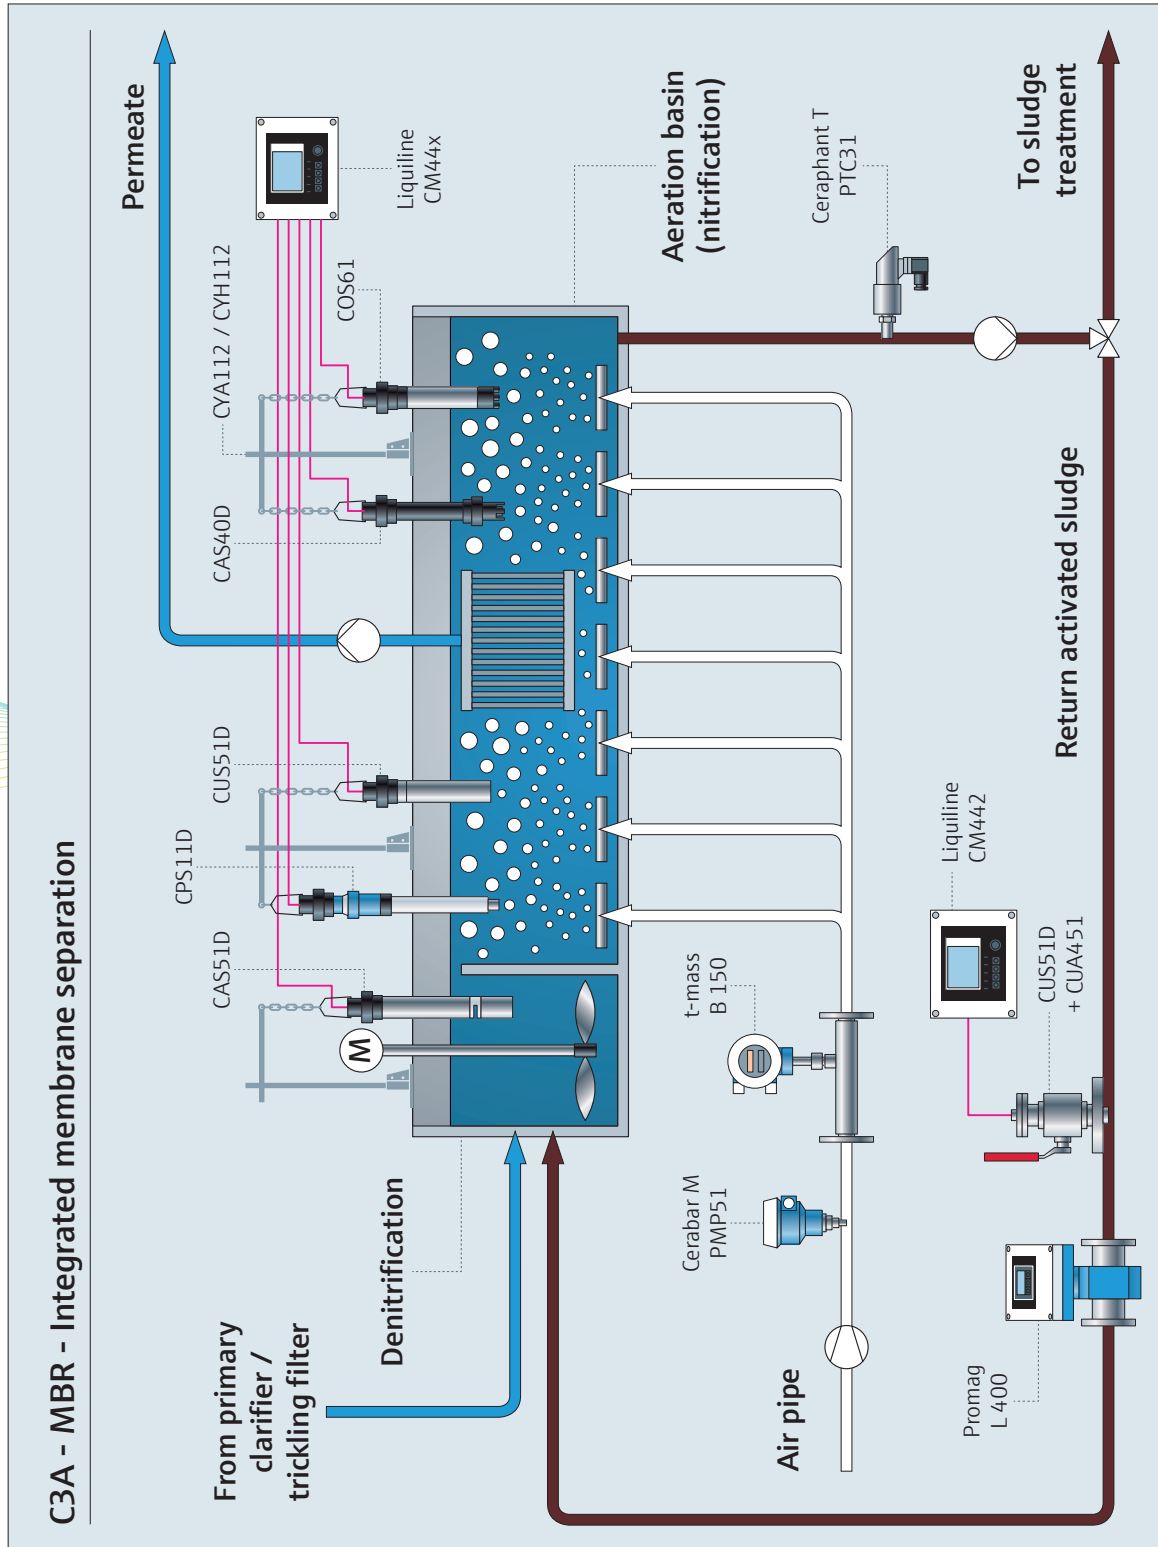 C3A - MBR - Integrated membrane separation
From primary
clarifier /
trickling filter
Denitrification
CAS51D
M
CPS11D
CUS51D
CAS40D
CYA112 / CYH112
COS61
Permeate
Liquiline
CM44x
Aeration basin
(nitrification)
Ceraphant T
PTC31
To sludge
treatment
Air pipe
Cerabar M
PMP51
t-mass
B 150
Promag
L 400
Liquiline
CM442
CUS51D
+ CUA451
Return activated sludge